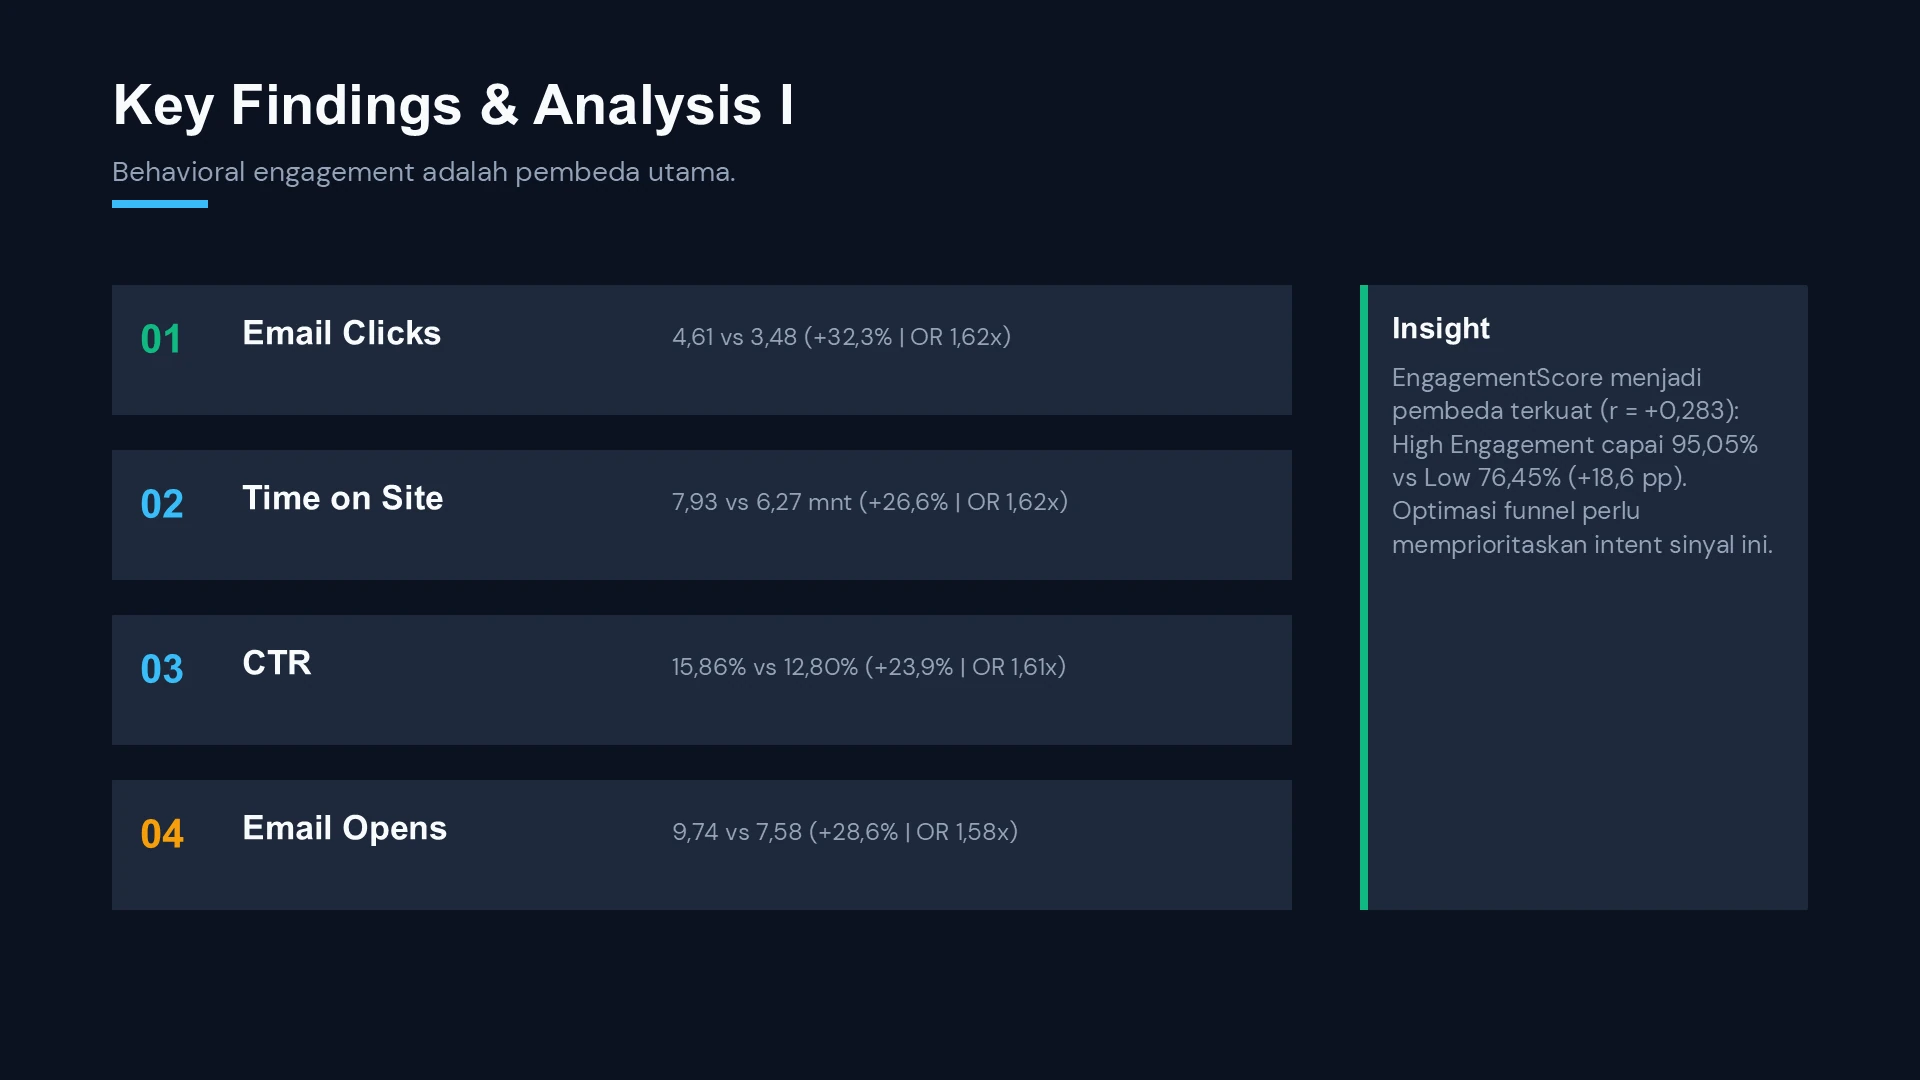 Key Findings & Analysis I
Behavioral engagement adalah pembeda utama.
01
Email Clicks
4,61 vs 3,48 (+32,3% | OR 1,62x)
02
Time on Site
7,93 vs 6,27 mnt (+26,6% | OR 1,62x)
03
CTR
15,86% vs 12,80% (+23,9% | OR 1,61x)
04
Email Opens
9,74 vs 7,58 (+28,6% | OR 1,58x)
Insight
EngagementScore menjadi
pembeda terkuat (r = +0,283):
High Engagement capai 95,05%
vs Low 76,45% (+18,6 pp).
Optimasi funnel perlu
memprioritaskan intent sinyal ini.